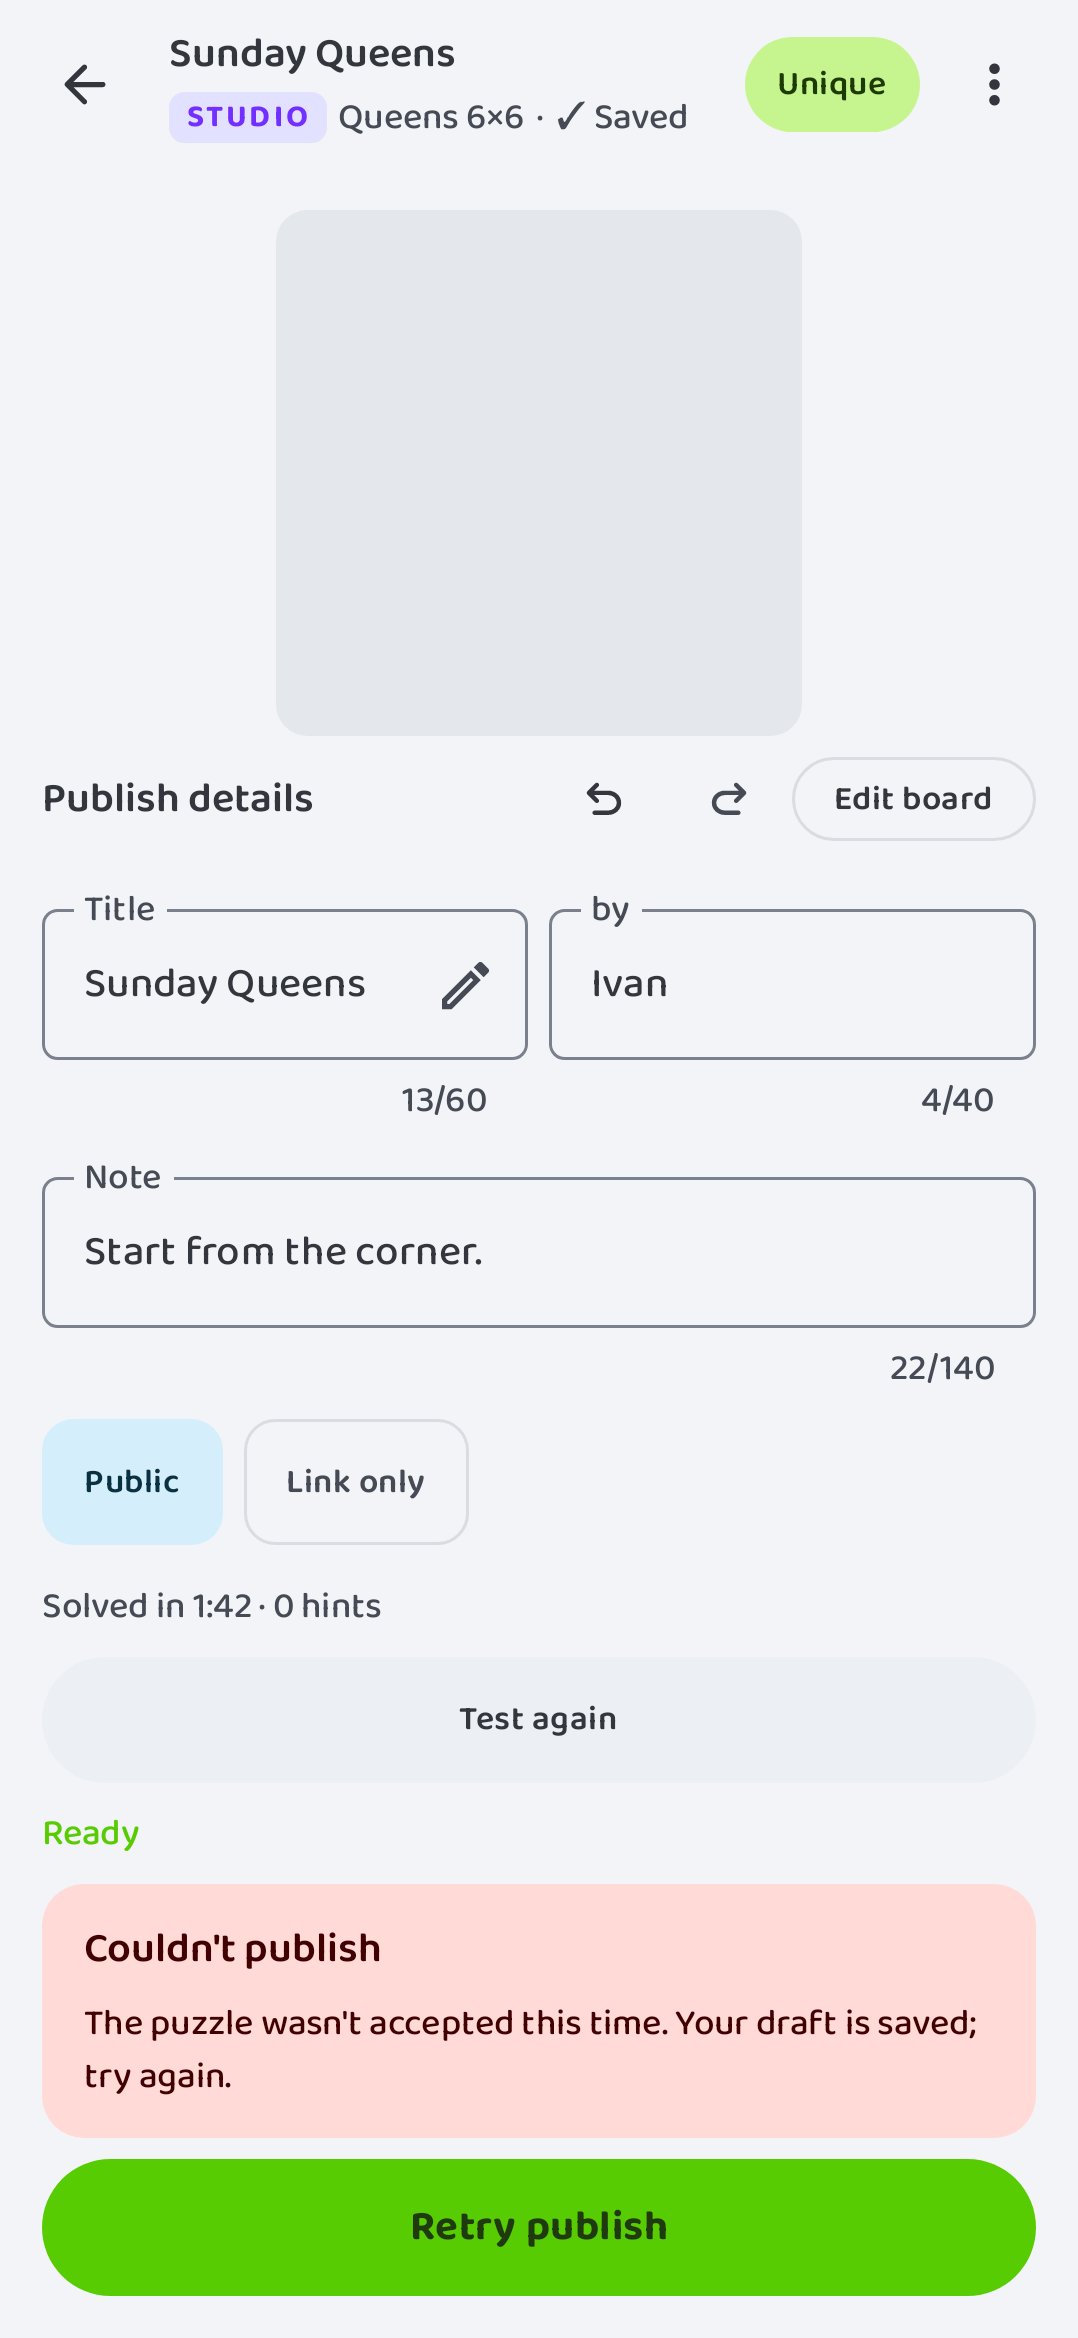 Sunday Queens
Unique
STUDIO Queens 6×6 · ✓ Saved
Publish details
Edit board
Title
by
Sunday Queens
Ivan
13/60
4/40
Note
Start from the corner.
22/140
Public
Link only
Solved in 1:42 · 0 hints
Test again
Ready
Couldn't publish
The puzzle wasn't accepted this time. Your draft is saved;
try again.
Retry publish